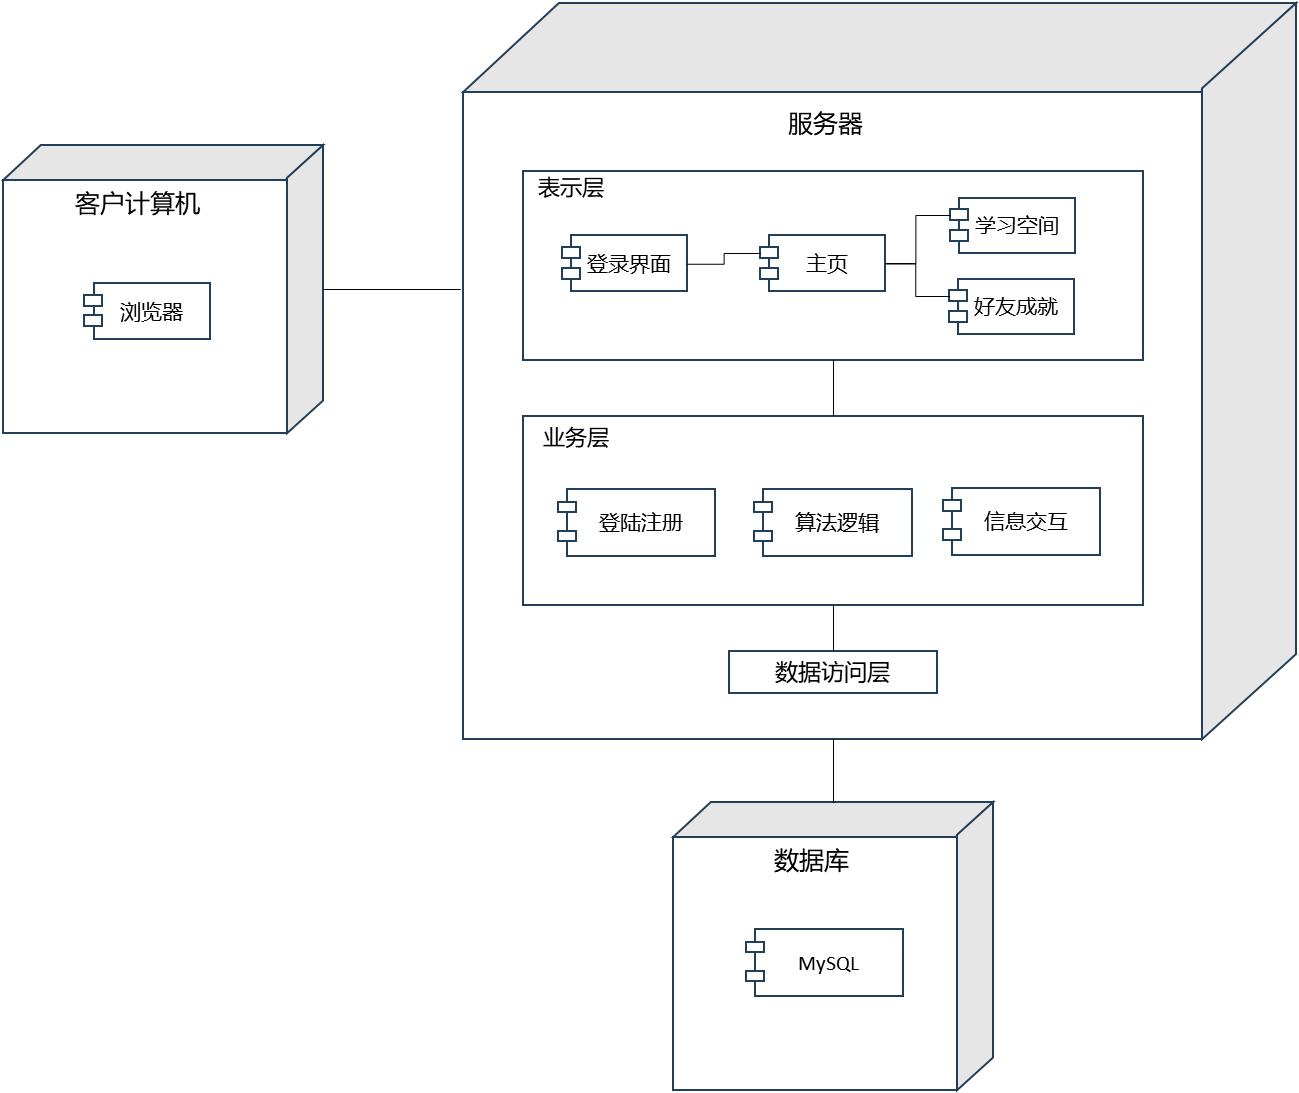 客户计算机
浏览器
服务器
表示层
登录界面
主页
学习空间
好友成就
业务层
登陆注册
算法逻辑
信息交互
数据访问层
数据库
MySQL